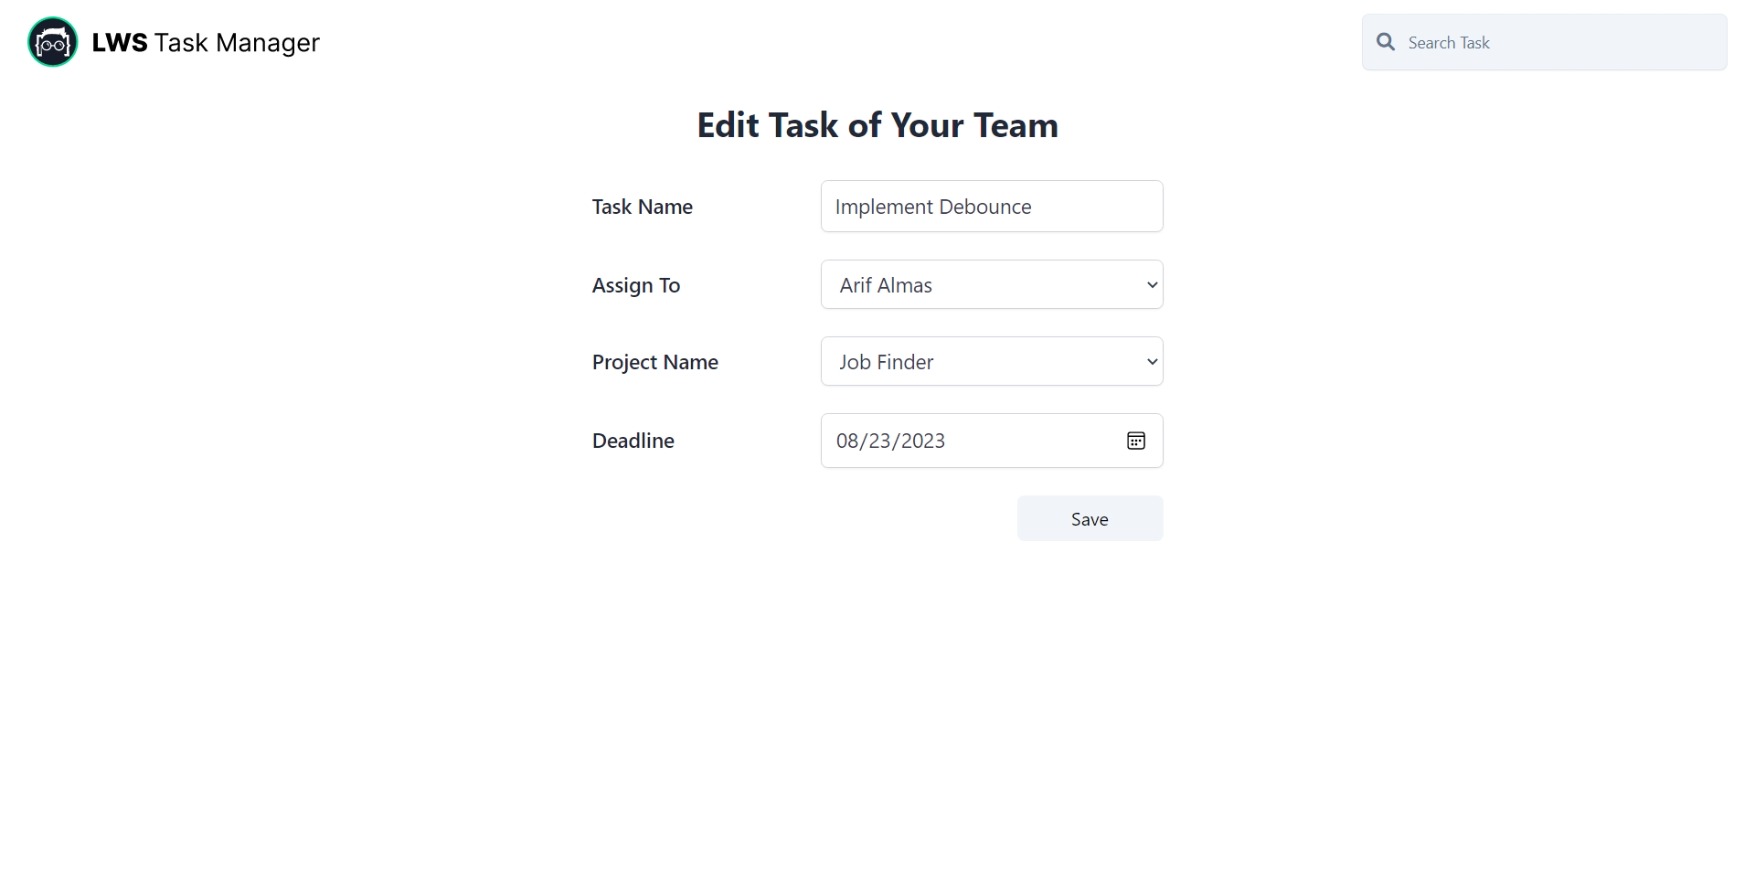 LWS Task Manager
Search Task
Edit Task of Your Team
Task Name
Implement Debounce
Assign To
Arif Almas
Project Name
Job Finder
Deadline
08/23/2023
Save